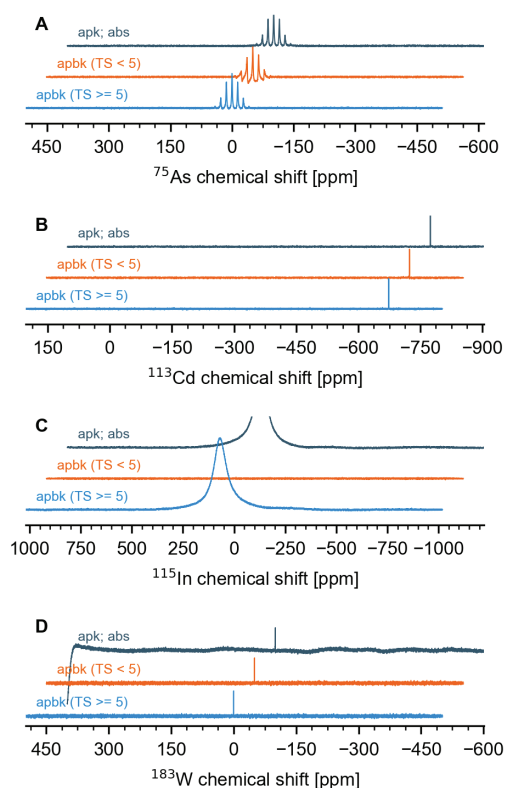 A
apk; abs
apbk (TS < 5)
apbk (TS >= 5)
450 300 150 0 −150 −300 −450 −600
⁷⁵As chemical shift [ppm]
B
apk; abs
apbk (TS < 5)
apbk (TS >= 5)
150 0 −150 −300 −450 −600 −750 −900
¹¹³Cd chemical shift [ppm]
C
apk; abs
apbk (TS < 5)
apbk (TS >= 5)
1000 750 500 250 0 −250 −500 −750 −1000
¹¹⁵In chemical shift [ppm]
D
apk; abs
apbk (TS < 5)
apbk (TS >= 5)
450 300 150 0 −150 −300 −450 −600
¹⁸³W chemical shift [ppm]